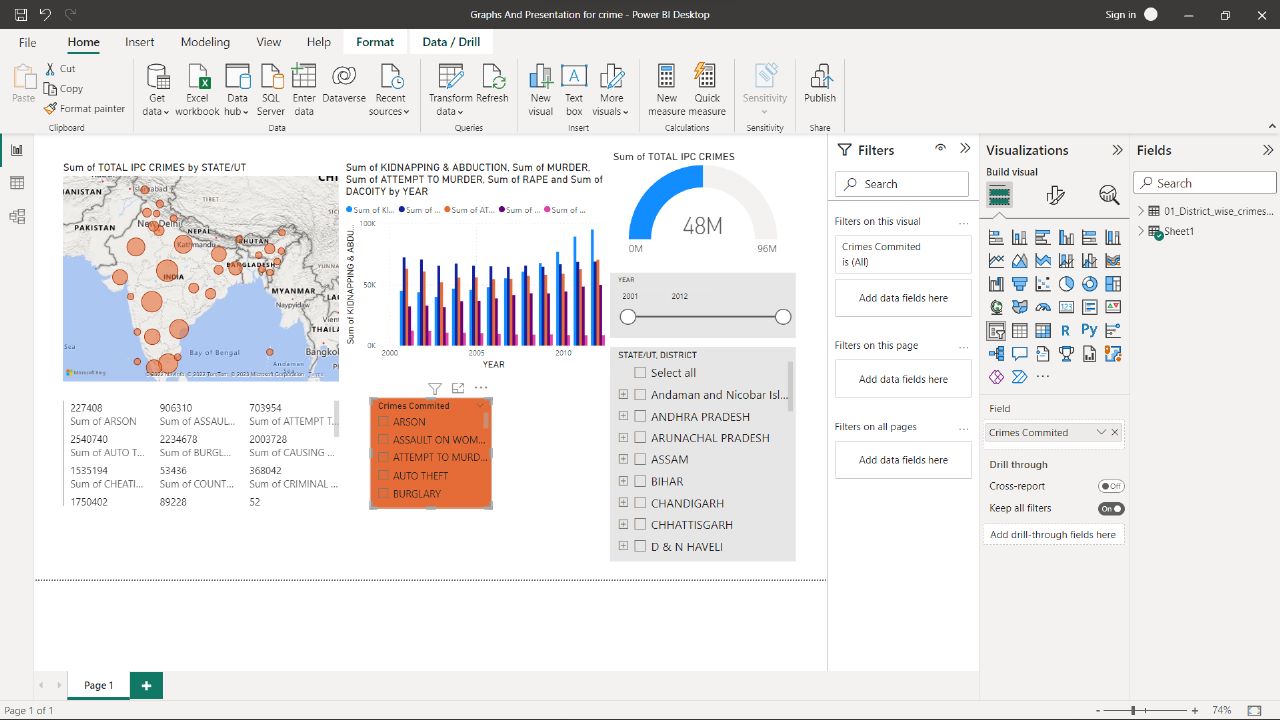 Graphs And Presentation for crime - Power BI Desktop
Sign in
File Home Insert Modeling View Help Format Data / Drill
Paste
Cut
Copy
Format painter
Clipboard
Get data
Excel workbook
Data hub
SQL Server
Enter data
Dataverse
Recent sources
Data
Transform data
Refresh
Queries
New visual
Text box
More visuals
Insert
New measure
Quick measure
Calculations
Sensitivity
Sensitivity
Publish
Share
Sum of TOTAL IPC CRIMES by STATE/UT
PAKISTAN
New Delhi
TIBET
NEPAL
Kathmandu
BHUTAN
BANGLADESH
INDIA
MYANMAR
Naypyidaw
Bay of Bengal
Andaman
Sea
Microsoft Bing
Sum of KIDNAPPING & ABDUCTION, Sum of MURDER,
Sum of ATTEMPT TO MURDER, Sum of RAPE and Sum of
DACOITY by YEAR
Sum of KI... Sum of ... Sum of AT... Sum of ... Sum of ...
Sum of KIDNAPPING & ABDU...
100K
50K
0K
2000 2005 2010
YEAR
Sum of TOTAL IPC CRIMES
48M
0M 96M
YEAR
2001 2012
STATE/UT, DISTRICT
Select all
Andaman and Nicobar Isl...
ANDHRA PRADESH
ARUNACHAL PRADESH
ASSAM
BIHAR
CHANDIGARH
CHHATTISGARH
D & N HAVELI
227408 906310 703954
Sum of ARSON Sum of ASSAUL... Sum of ATTEMPT T...
2540740 2234678 2003728
Sum of AUTO T... Sum of BURGL... Sum of CAUSING ...
1535194 53436 368042
Sum of CHEATI... Sum of COUNT... Sum of CRIMINAL ...
1750402 89228 52
Crimes Commited
ARSON
ASSAULT ON WOM...
ATTEMPT TO MURD...
AUTO THEFT
BURGLARY
Filters
Search
Filters on this visual ...
Crimes Commited
is (All)
Add data fields here
Filters on this page ...
Add data fields here
Filters on all pages ...
Add data fields here
Visualizations
Build visual
R Py
...
Field
Crimes Commited
Drill through
Cross-report Off
Keep all filters On
Add drill-through fields here
Fields
Search
01_District_wise_crimes...
Sheet1
Page 1
Page 1 of 1
- + 74%